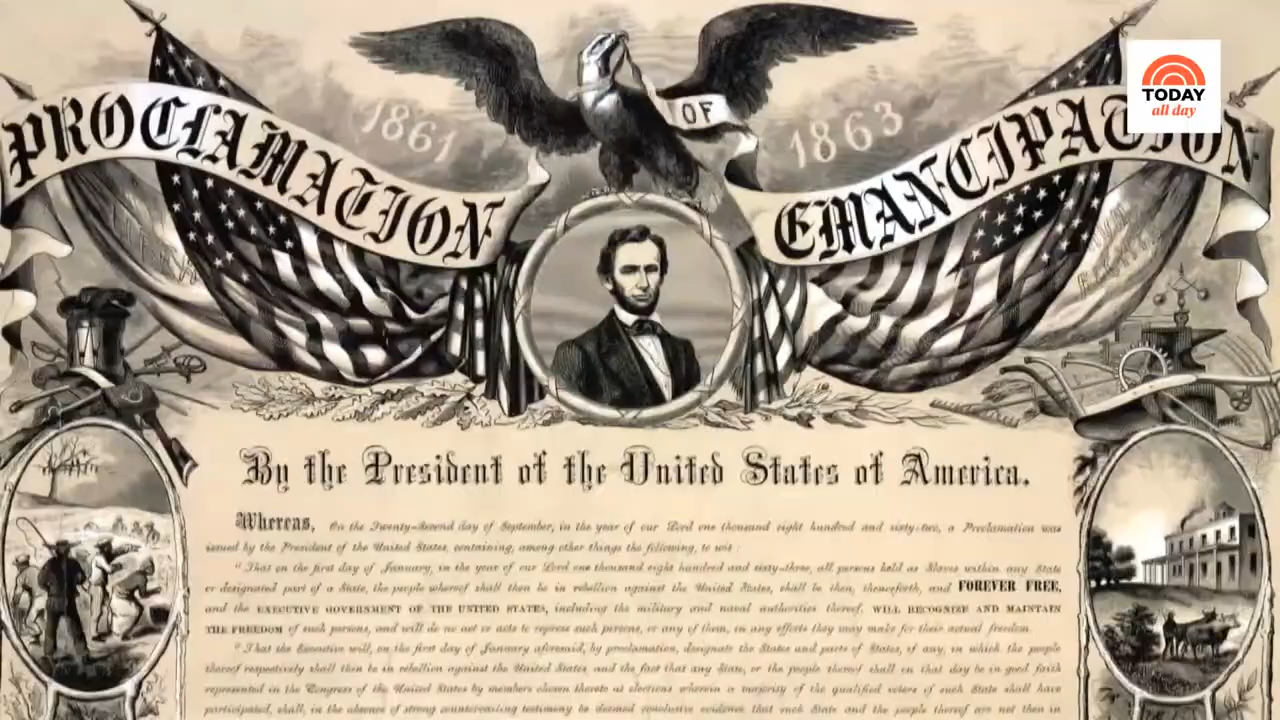 PROCLAMATION OF EMANCIPATION
1861 1863
TODAY
all day
By the President of the United States of America.
Whereas, On the Twenty-Second day of September, in the year of our Lord one thousand eight hundred and sixty-two, a Proclamation was
issued by the President of the United States, containing, among other things the following, to wit:
"That on the first day of January, in the year of our Lord one thousand eight hundred and sixty-three, all persons held as Slaves within any State
or designated part of a State, the people whereof shall then be in rebellion against the United States, shall be then, thenceforth, and FOREVER FREE,
and the EXECUTIVE GOVERNMENT OF THE UNITED STATES, including the military and naval authorities thereof, WILL RECOGNIZE AND MAINTAIN
THE FREEDOM of such persons, and will do no act or acts to repress such persons, or any of them, in any efforts they may make for their actual freedom.
"That the Executive will, on the first day of January aforesaid, by proclamation, designate the States and parts of States, if any, in which the people
thereof respectively shall then be in rebellion against the United States and the fact that any State, or the people thereof shall on that day be in good faith
represented in the Congress of the United States by members chosen thereto at elections wherein a majority of the qualified voters of such State shall have
participated, shall, in the absence of strong countervailing testimony be deemed conclusive evidence that such State and the people thereof are not then in